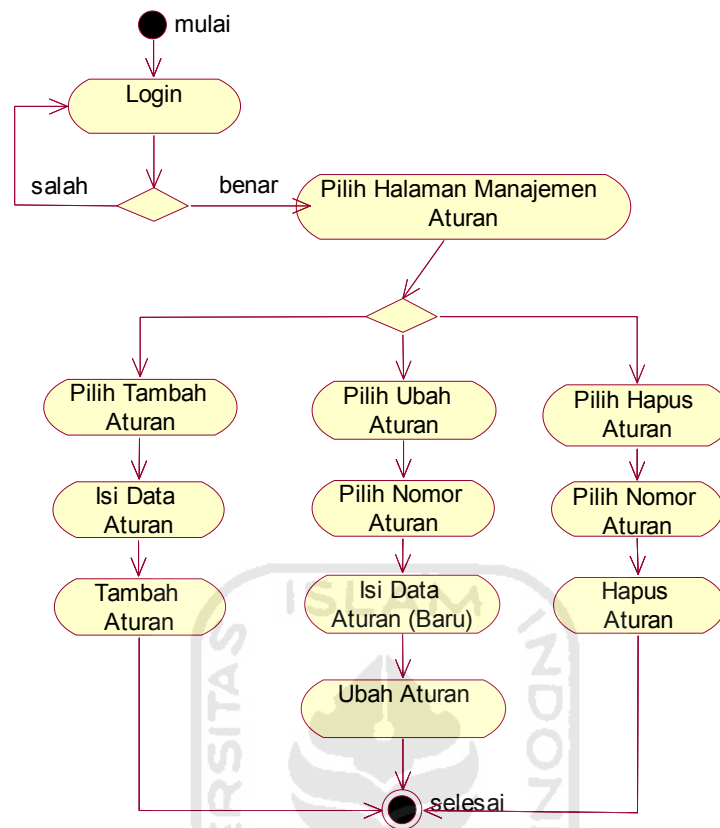 mulai
Login
salah
benar
Pilih Halaman Manajemen
Aturan
Pilih Tambah
Aturan
Pilih Ubah
Aturan
Pilih Hapus
Aturan
Isi Data
Aturan
Pilih Nomor
Aturan
Pilih Nomor
Aturan
Tambah
Aturan
Isi Data
Aturan (Baru)
Hapus
Aturan
Ubah Aturan
selesai
ISLAM